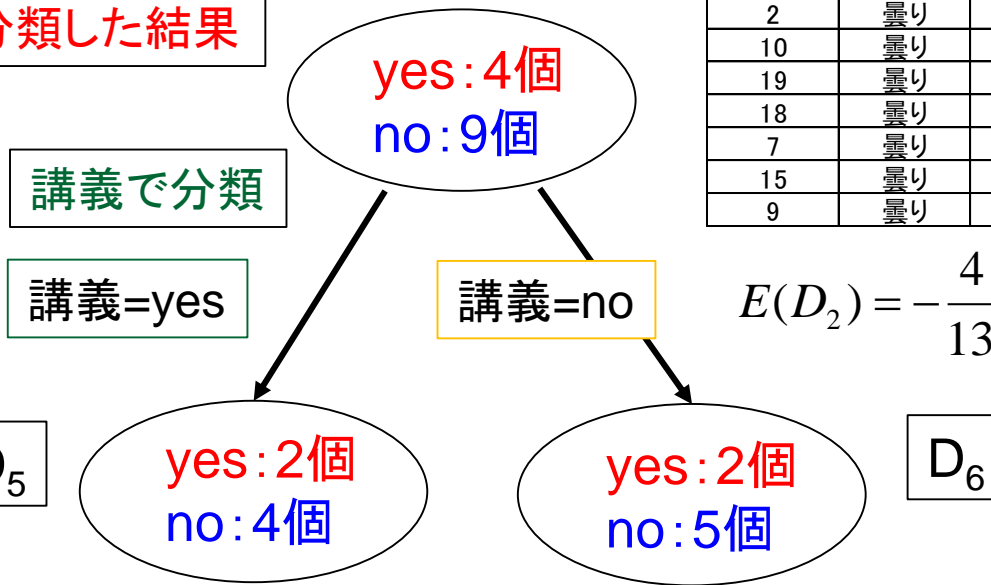 分類した結果
yes:4個
no:9個
2 曇り
10 曇り
19 曇り
18 曇り
7 曇り
15 曇り
9 曇り
講義で分類
講義=yes
講義=no
E(D₂) = − 4/13
D₅
yes:2個
no:4個
yes:2個
no:5個
D₆